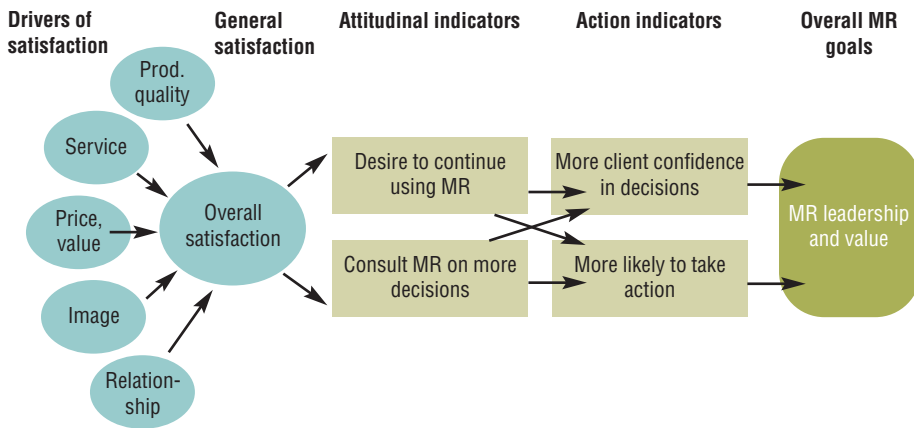 Drivers of
satisfaction
General
satisfaction
Attitudinal indicators
Action indicators
Overall MR
goals
Prod.
quality
Service
Price,
value
Image
Relation-
ship
Overall
satisfaction
Desire to continue
using MR
Consult MR on more
decisions
More client confidence
in decisions
More likely to take
action
MR leadership
and value